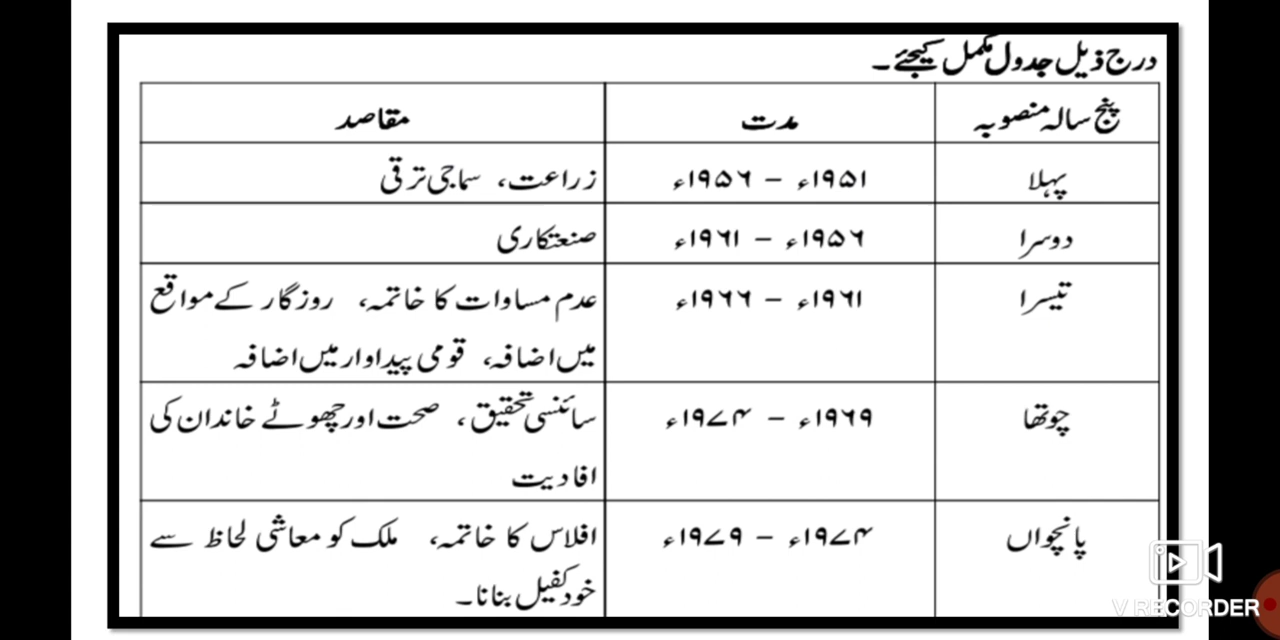 درج ذیل جدول مکمل کیجئے۔
پنج سالہ منصوبہ	مدت	مقاصد
پہلا	۱۹۵۱ء – ۱۹۵۶ء	زراعت، سماجی ترقی
دوسرا	۱۹۵۶ء – ۱۹۶۱ء	صنعتکاری
تیسرا	۱۹۶۱ء – ۱۹۶۶ء	عدم مساوات کا خاتمہ، روزگار کے مواقع
میں اضافہ، قومی پیداوار میں اضافہ
چوتھا	۱۹۶۹ء – ۱۹۷۴ء	سائنسی تحقیق، صحت اور چھوٹے خاندان کی
افادیت
پانچواں	۱۹۷۴ء – ۱۹۷۹ء	افلاس کا خاتمہ، ملک کو معاشی لحاظ سے
خود کفیل بنانا۔
V RECORDER